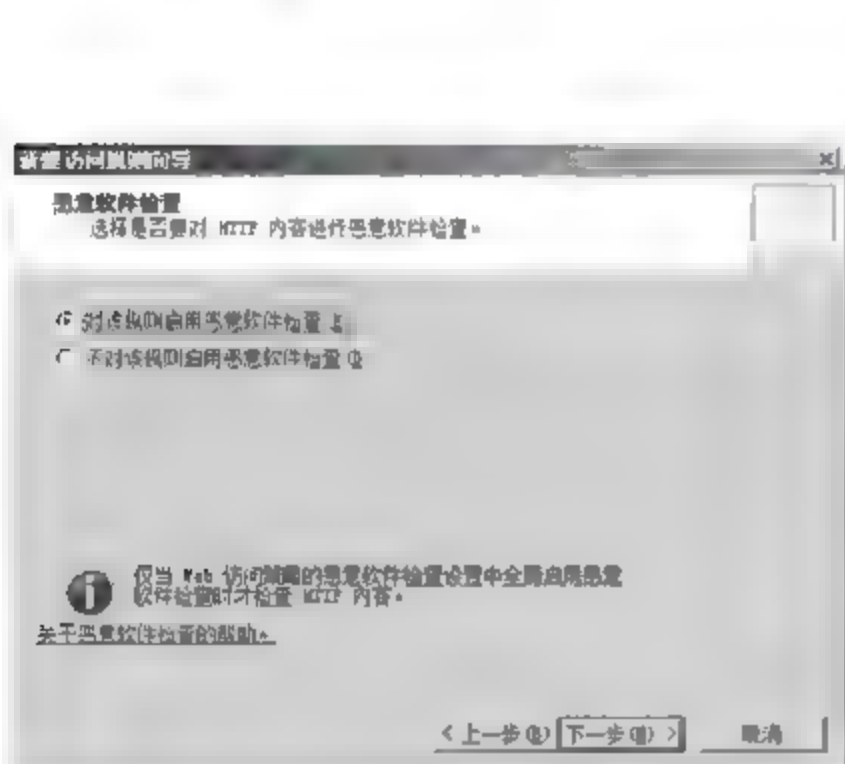 新建访问规则向导
恶意软件检查
选择是否要对 HTTP 内容进行恶意软件检查。
对该规则启用恶意软件检查
不对该规则启用恶意软件检查
仅当 Web 访问策略的恶意软件检查设置中全局启用恶意
软件检查时才检查 HTTP 内容。
关于恶意软件检查的帮助。
< 上一步(B) 下一步(N) > 取消